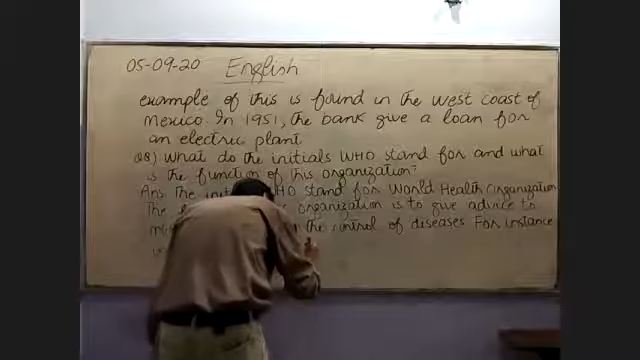 05-09-20 English
example of this is found in the west coast of
Mexico. In 1951, the bank give a loan for
an electric plant
Q8) What do the initials WHO stand for and what
is the function of this organization?
Ans The WHO stand for World Health Organization
The organization is to give advice to
the control of diseases For instance